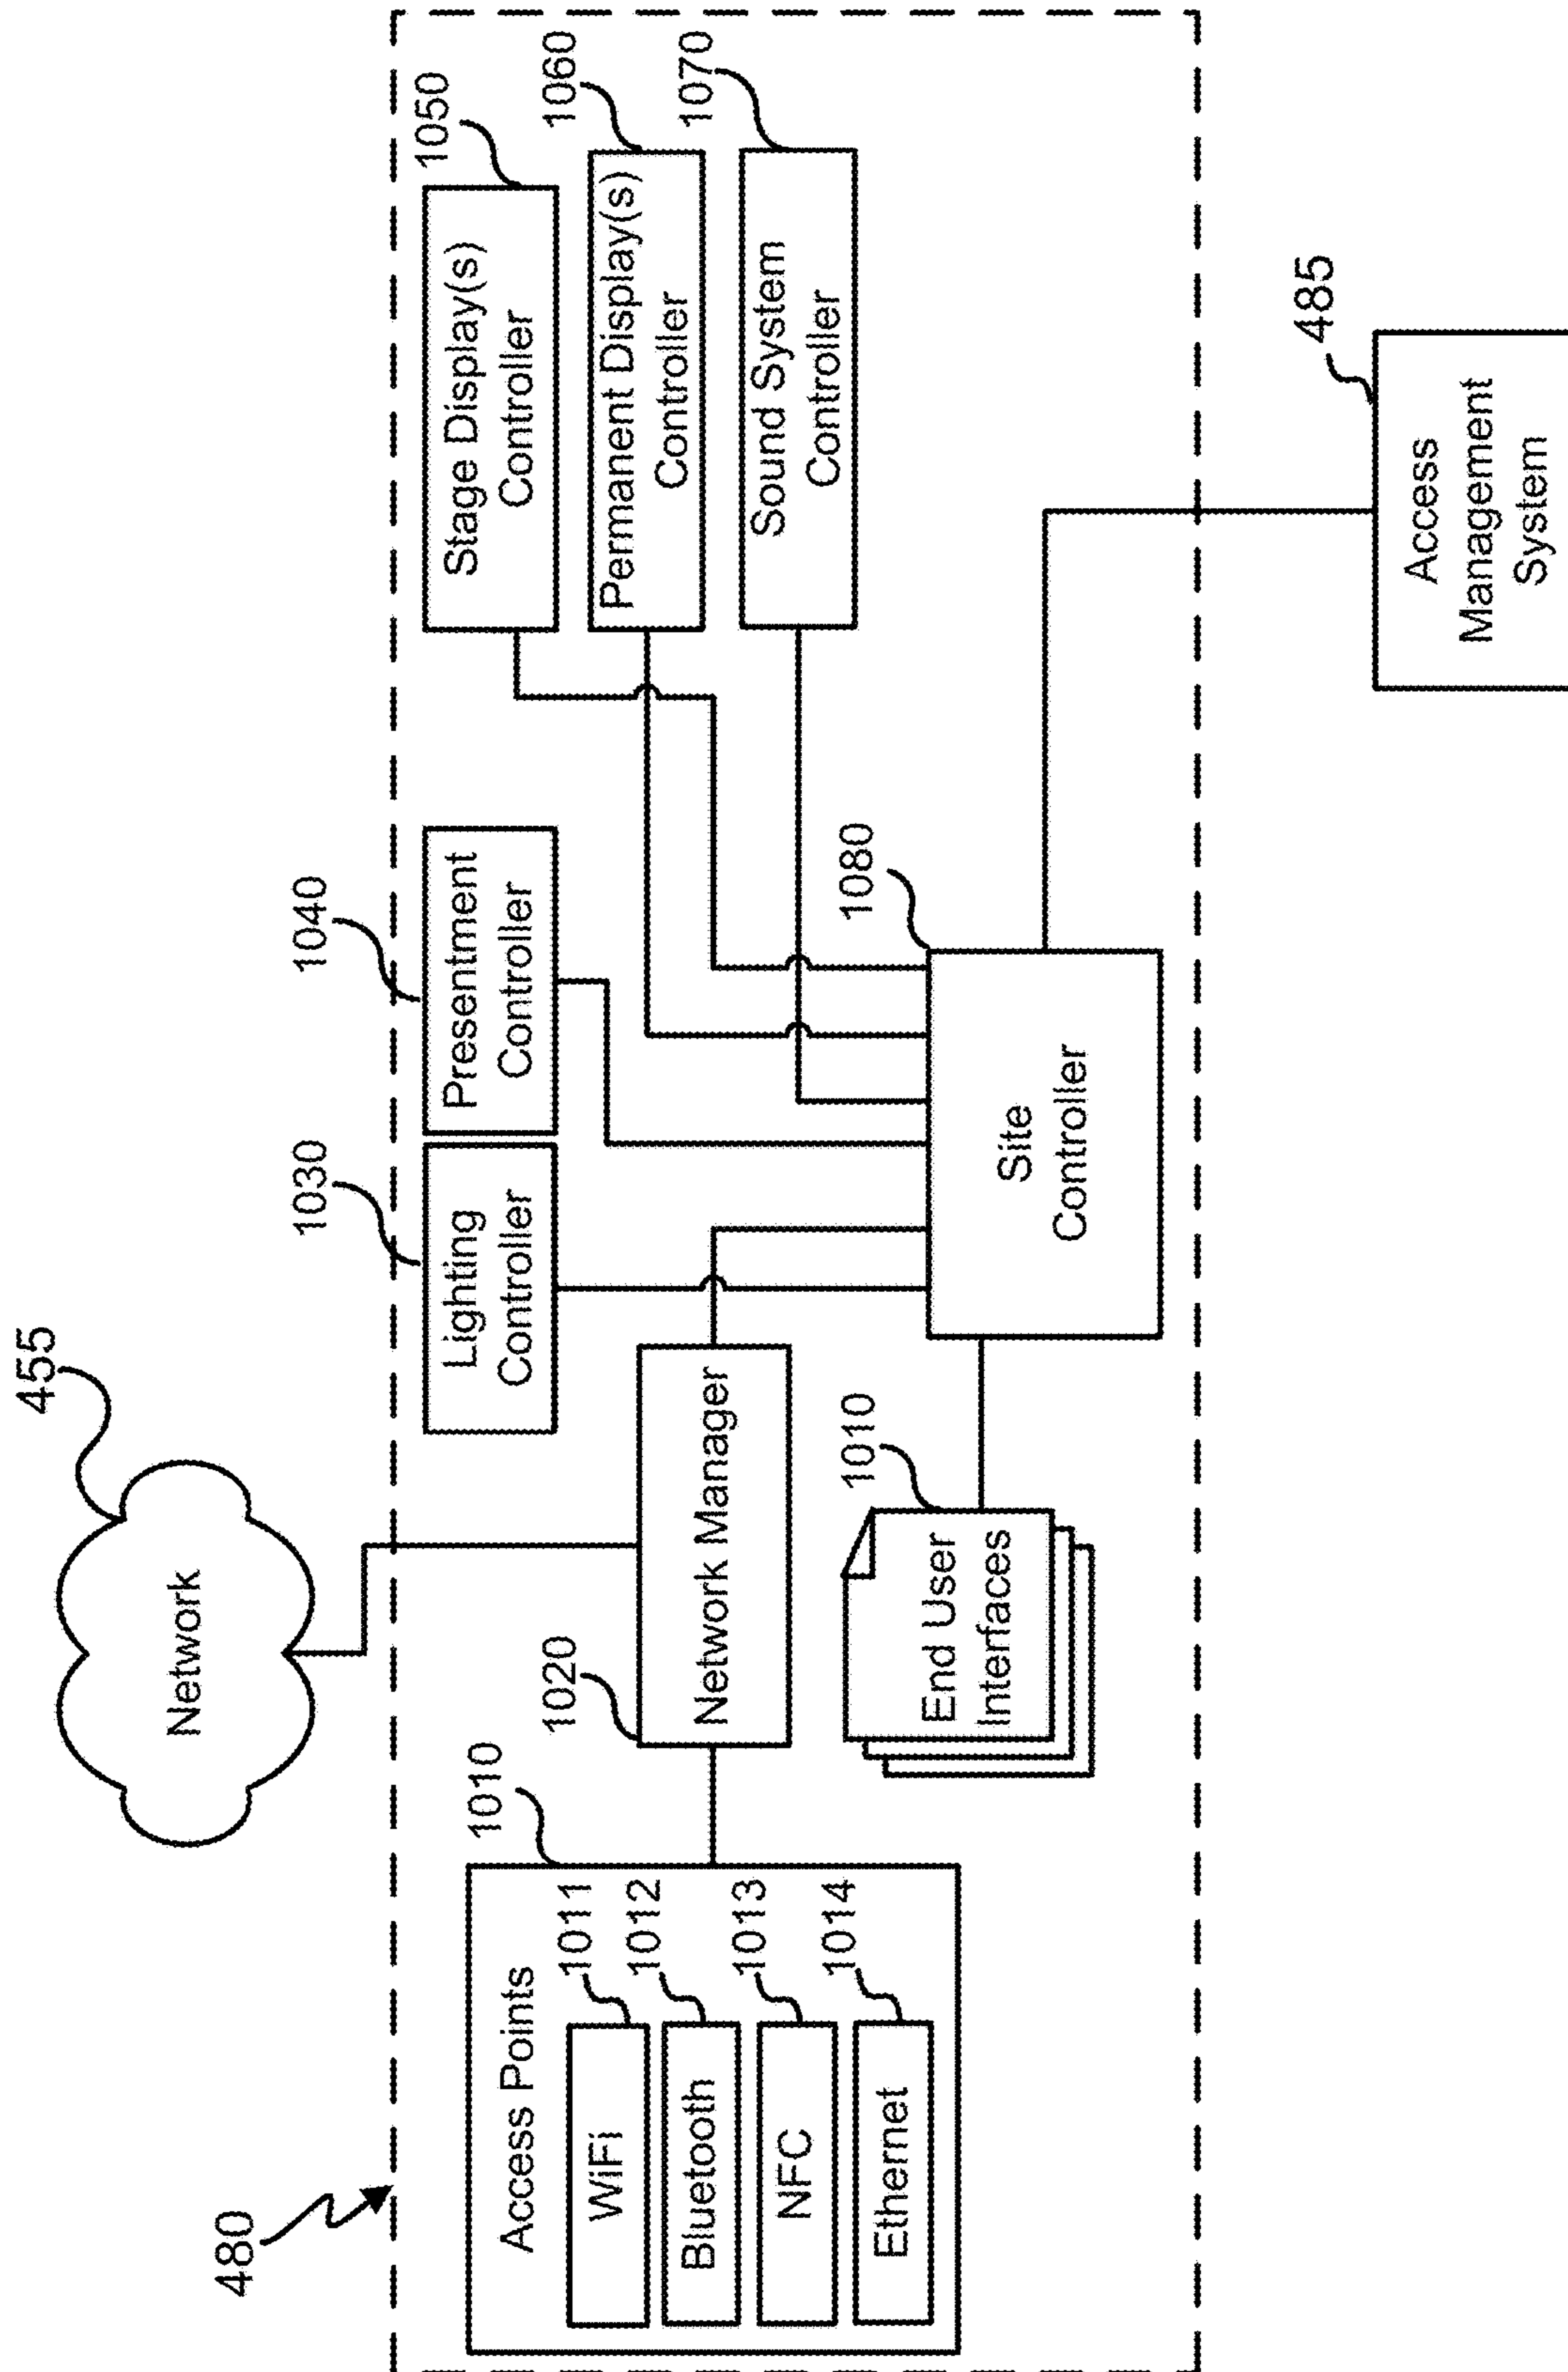 455
Network
480
1010
Access Points
WiFi
1011
Bluetooth
1012
NFC
1013
Ethernet
1014
1020
Network Manager
1010
End User
Interfaces
1030
Lighting
Controller
1040
Presentment
Controller
1050
Stage Display(s)
Controller
1060
Permanent Display(s)
Controller
1070
Sound System
Controller
1080
Site
Controller
485
Access
Management
System